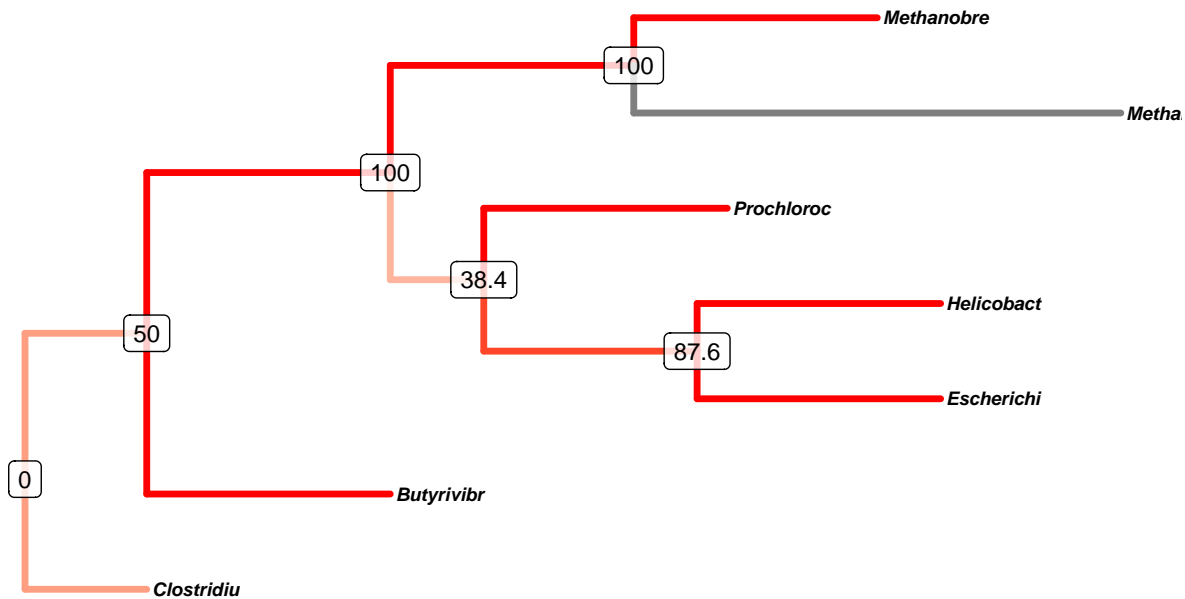 Methanobre
100
Metha
100
Prochloroc
38.4
Helicobact
50
87.6
Escherichi
0
Butyrivibr
Clostridiu